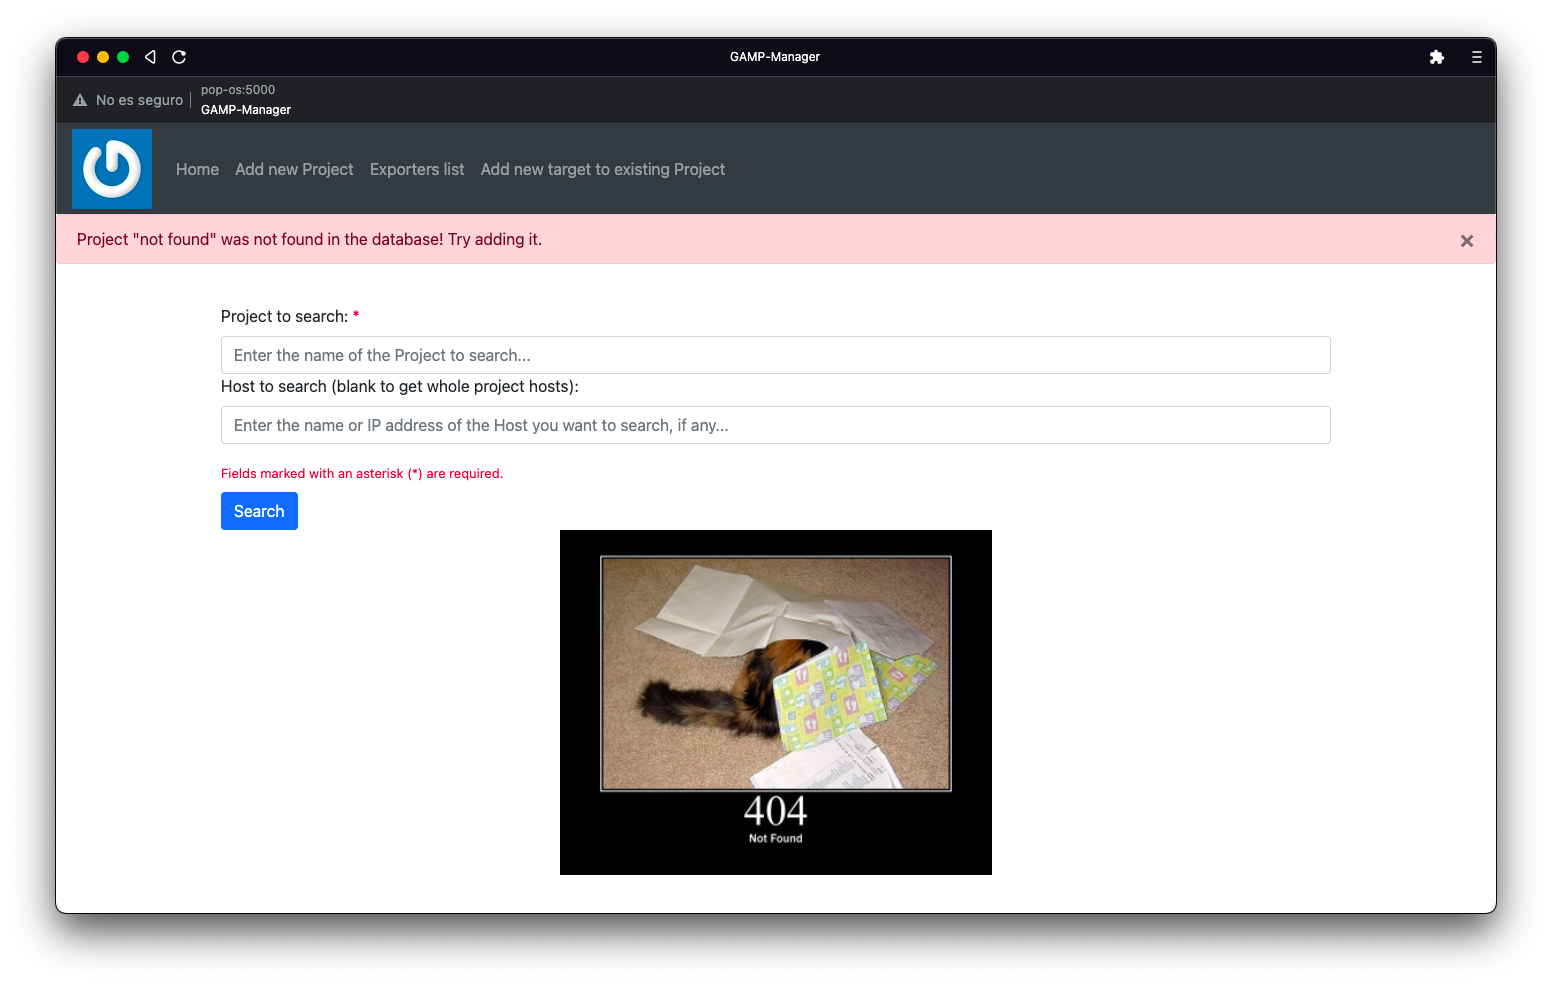 GAMP-Manager
No es seguro
pop-os:5000
GAMP-Manager
Home Add new Project Exporters list Add new target to existing Project
Project "not found" was not found in the database! Try adding it.
×
Project to search: *
Enter the name of the Project to search...
Host to search (blank to get whole project hosts):
Enter the name or IP address of the Host you want to search, if any...
Fields marked with an asterisk (*) are required.
Search
404
Not Found